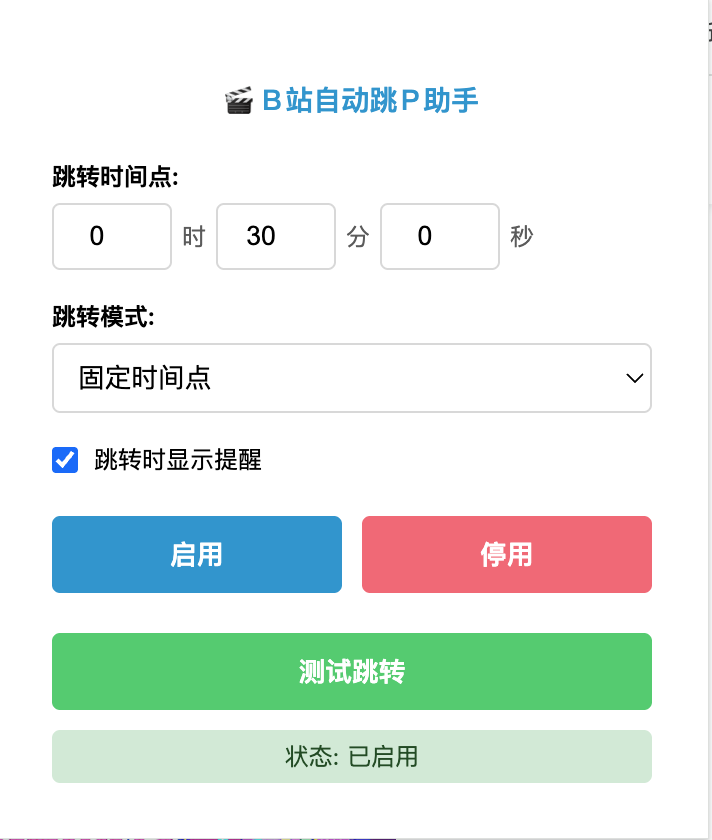 B站自动跳P助手
跳转时间点:
0 时 30 分 0 秒
跳转模式:
固定时间点
跳转时显示提醒
启用 停用
测试跳转
状态: 已启用